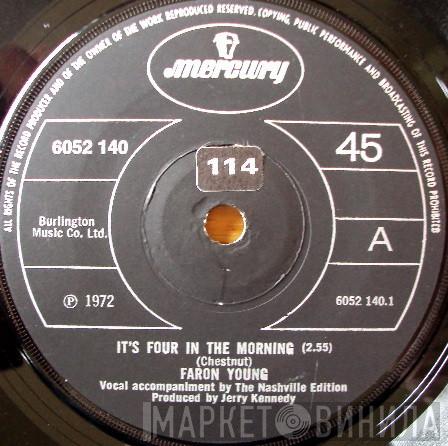 ALL RIGHTS OF THE RECORD PRODUCER AND OF THE OWNER OF THE WORK REPRODUCED RESERVED. COPYING, PUBLIC PERFORMANCE AND BROADCASTING OF THIS RECORD PROHIBITED
mercury
6052 140
114
45
Burlington
Music Co. Ltd.
A
℗ 1972
6052 140.1
IT'S FOUR IN THE MORNING (2.55)
(Chestnut)
FARON YOUNG
Vocal accompaniment by The Nashville Edition
Produced by Jerry Kennedy
МАРКЕТ ВИНИЛА